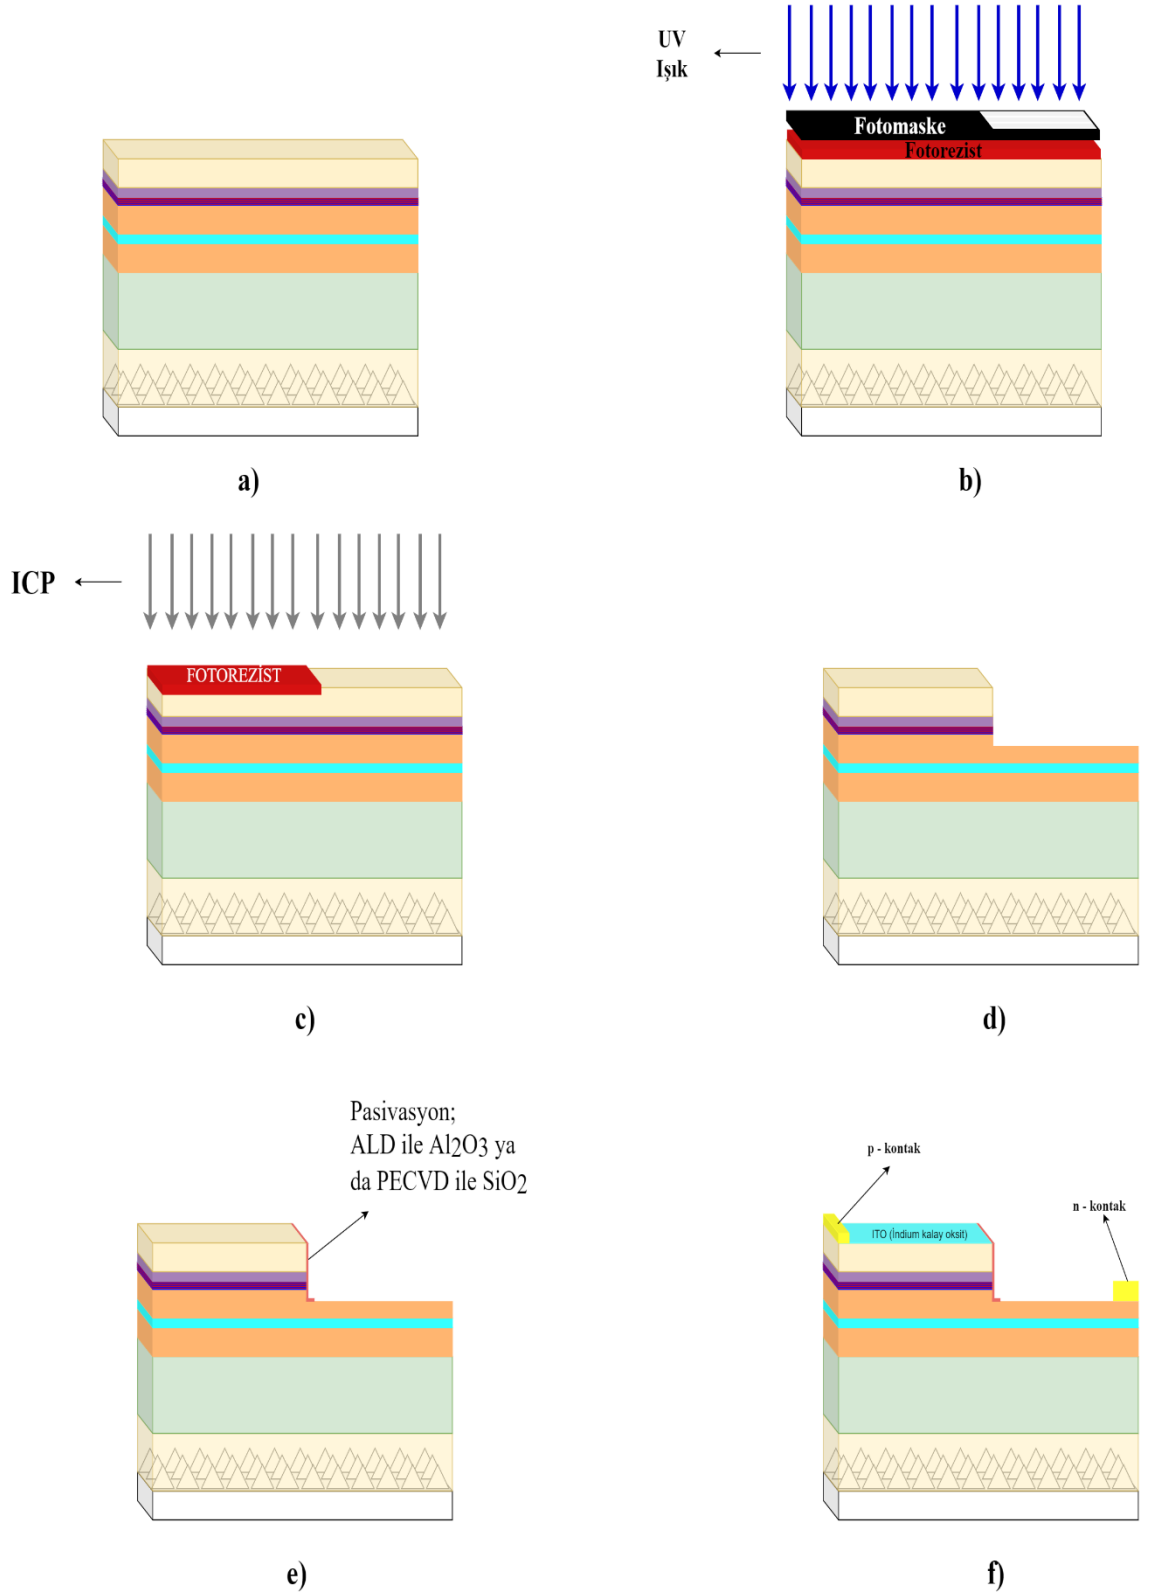 UV
Işık
Fotomaske
Fotorezist
a)
b)
ICP
FOTOREZİST
c)
d)
Pasivasyon;
ALD ile Al2O3 ya
da PECVD ile SiO2
p - kontak
n - kontak
ITO (İndium kalay oksit)
e)
f)